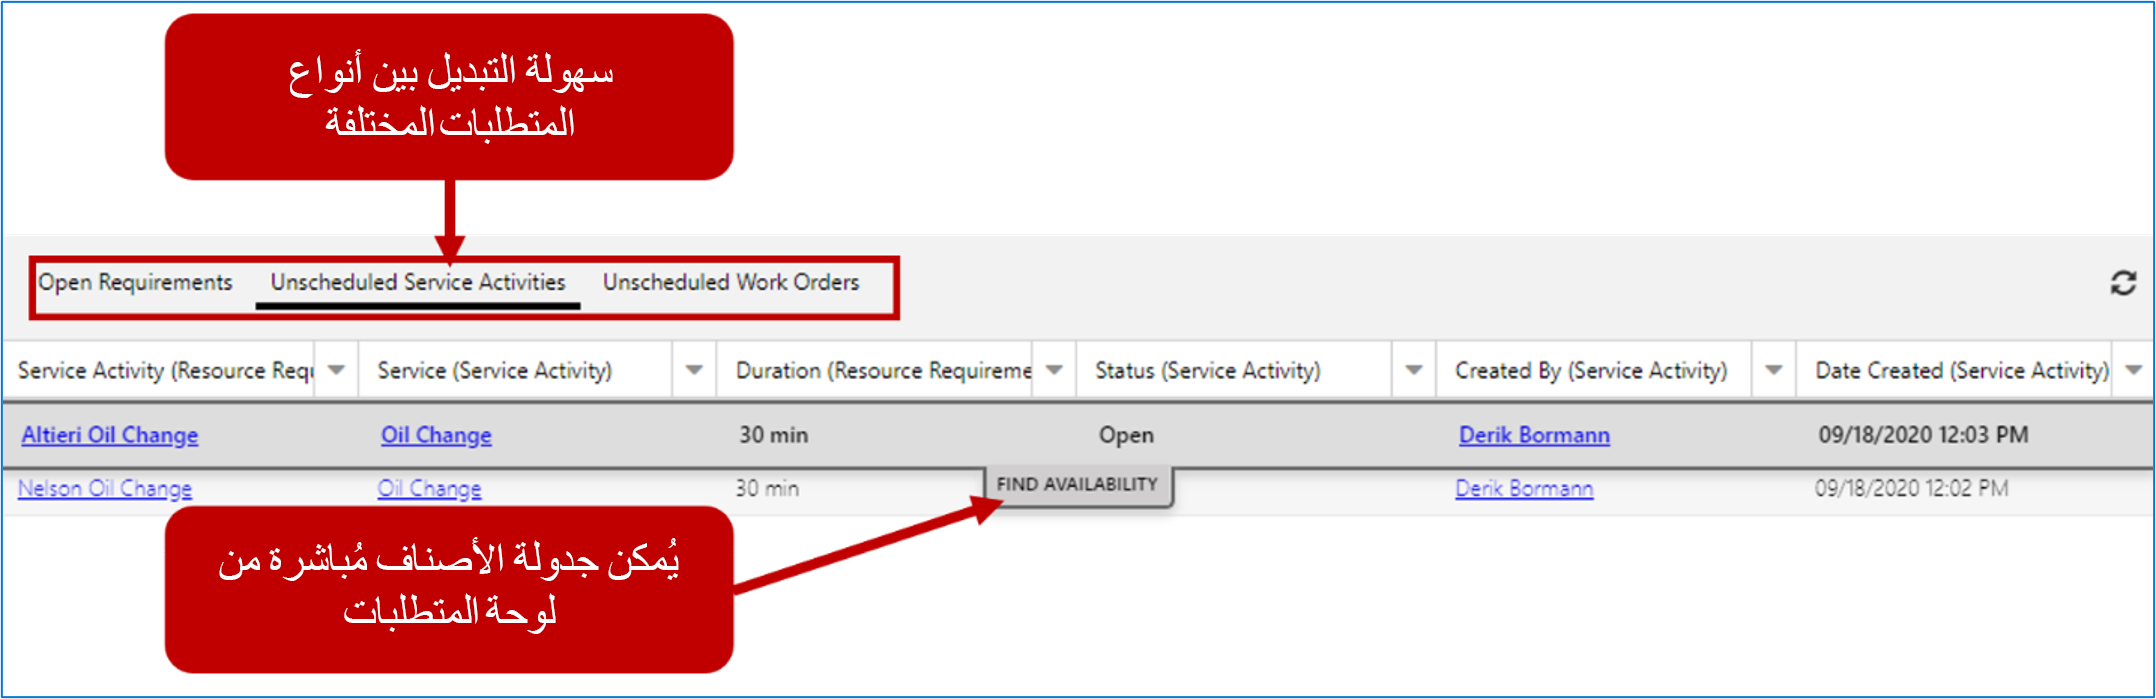 سهولة التبديل بين أنواع
المتطلبات المختلفة
Open Requirements Unscheduled Service Activities Unscheduled Work Orders
Service Activity (Resource Requ Service (Service Activity) Duration (Resource Requireme Status (Service Activity) Created By (Service Activity) Date Created (Service Activity)
Altieri Oil Change Oil Change 30 min Open Derik Bormann 09/18/2020 12:03 PM
Nelson Oil Change Oil Change 30 min FIND AVAILABILITY Derik Bormann 09/18/2020 12:02 PM
يُمكن جدولة الأصناف مُباشرة من
لوحة المتطلبات